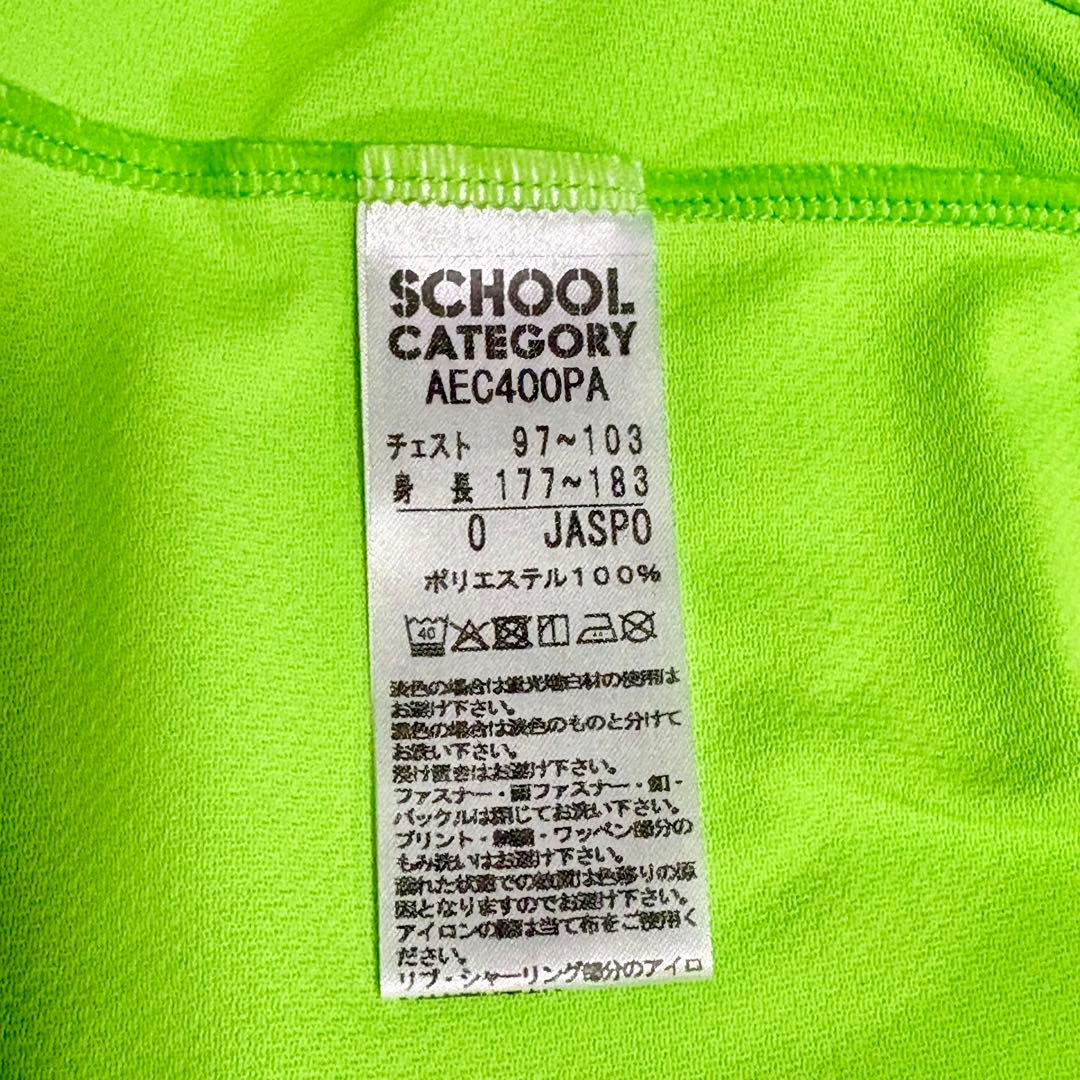 SCHOOL
CATEGORY
AEC400PA
チェスト 97~103
身 長 177~183
O JASPO
ポリエステル100%
40
淡色の場合は蛍光増白材の使用は
お避け下さい。
濃色の場合は淡色のものと分けて
お洗い下さい。
浸け置きはお避け下さい。
ファスナー・面ファスナー・釦・
バックルは閉じてお洗い下さい。
プリント・刺繍・ワッペン部分の
もみ洗いはお避け下さい。
濡れた状態での放置は色移りの原
因となりますのでお避け下さい。
アイロンの際は当て布をご使用く
ださい。
リブ・シャーリング部分のアイロ